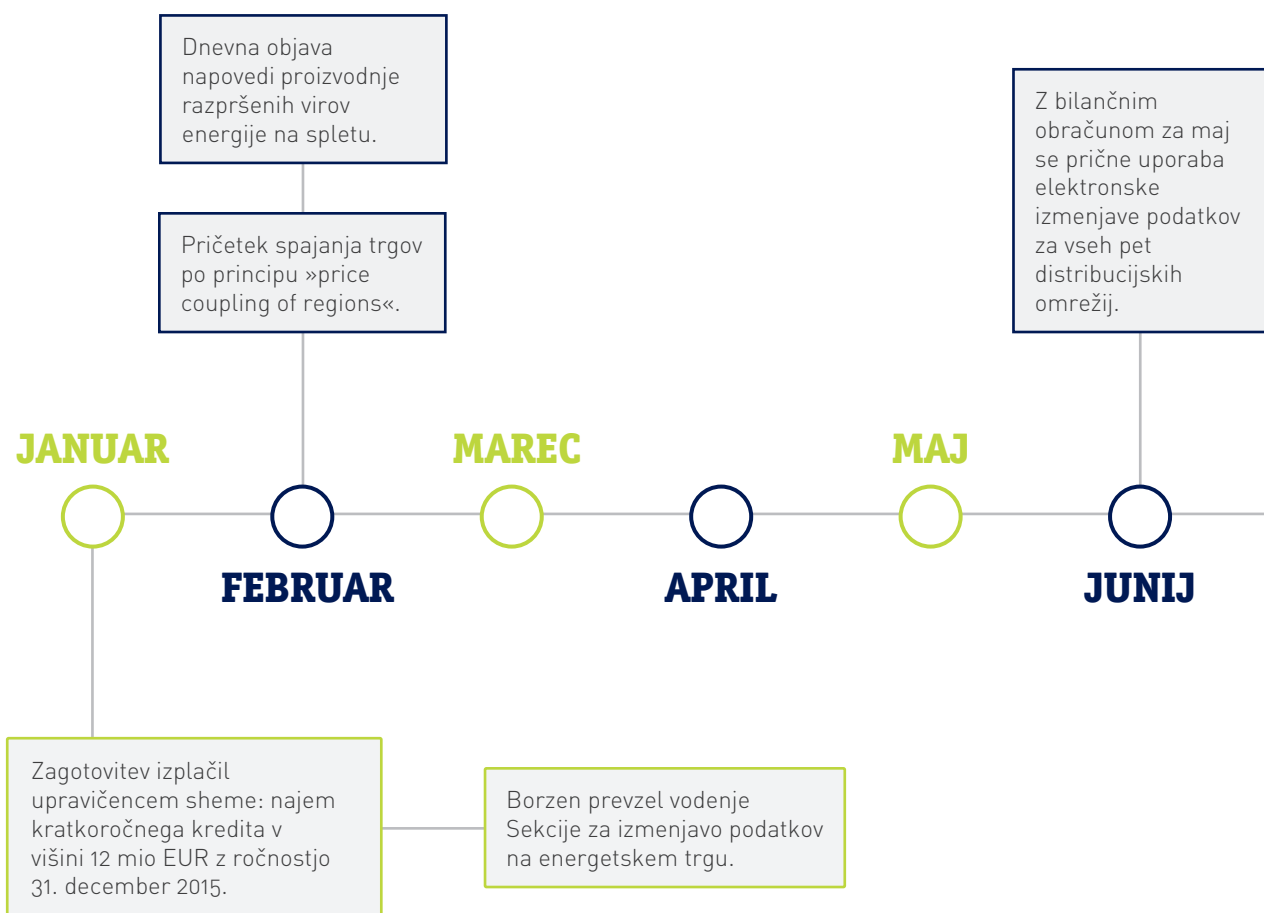 Dnevna objava
napovedi proizvodnje
razpršenih virov
energije na spletu.
Pričetek spajanja trgov
po principu »price
coupling of regions«.
Z bilančnim
obračunom za maj
se prične uporaba
elektronske
izmenjave podatkov
za vseh pet
distribucijskih
omrežij.
JANUAR
FEBRUAR
MAREC
APRIL
MAJ
JUNIJ
Zagotovitev izplačil
upravičencem sheme: najem
kratkoročnega kredita v
višini 12 mio EUR z ročnostjo
31. december 2015.
Borzen prevzel vodenje
Sekcije za izmenjavo podatkov
na energetskem trgu.